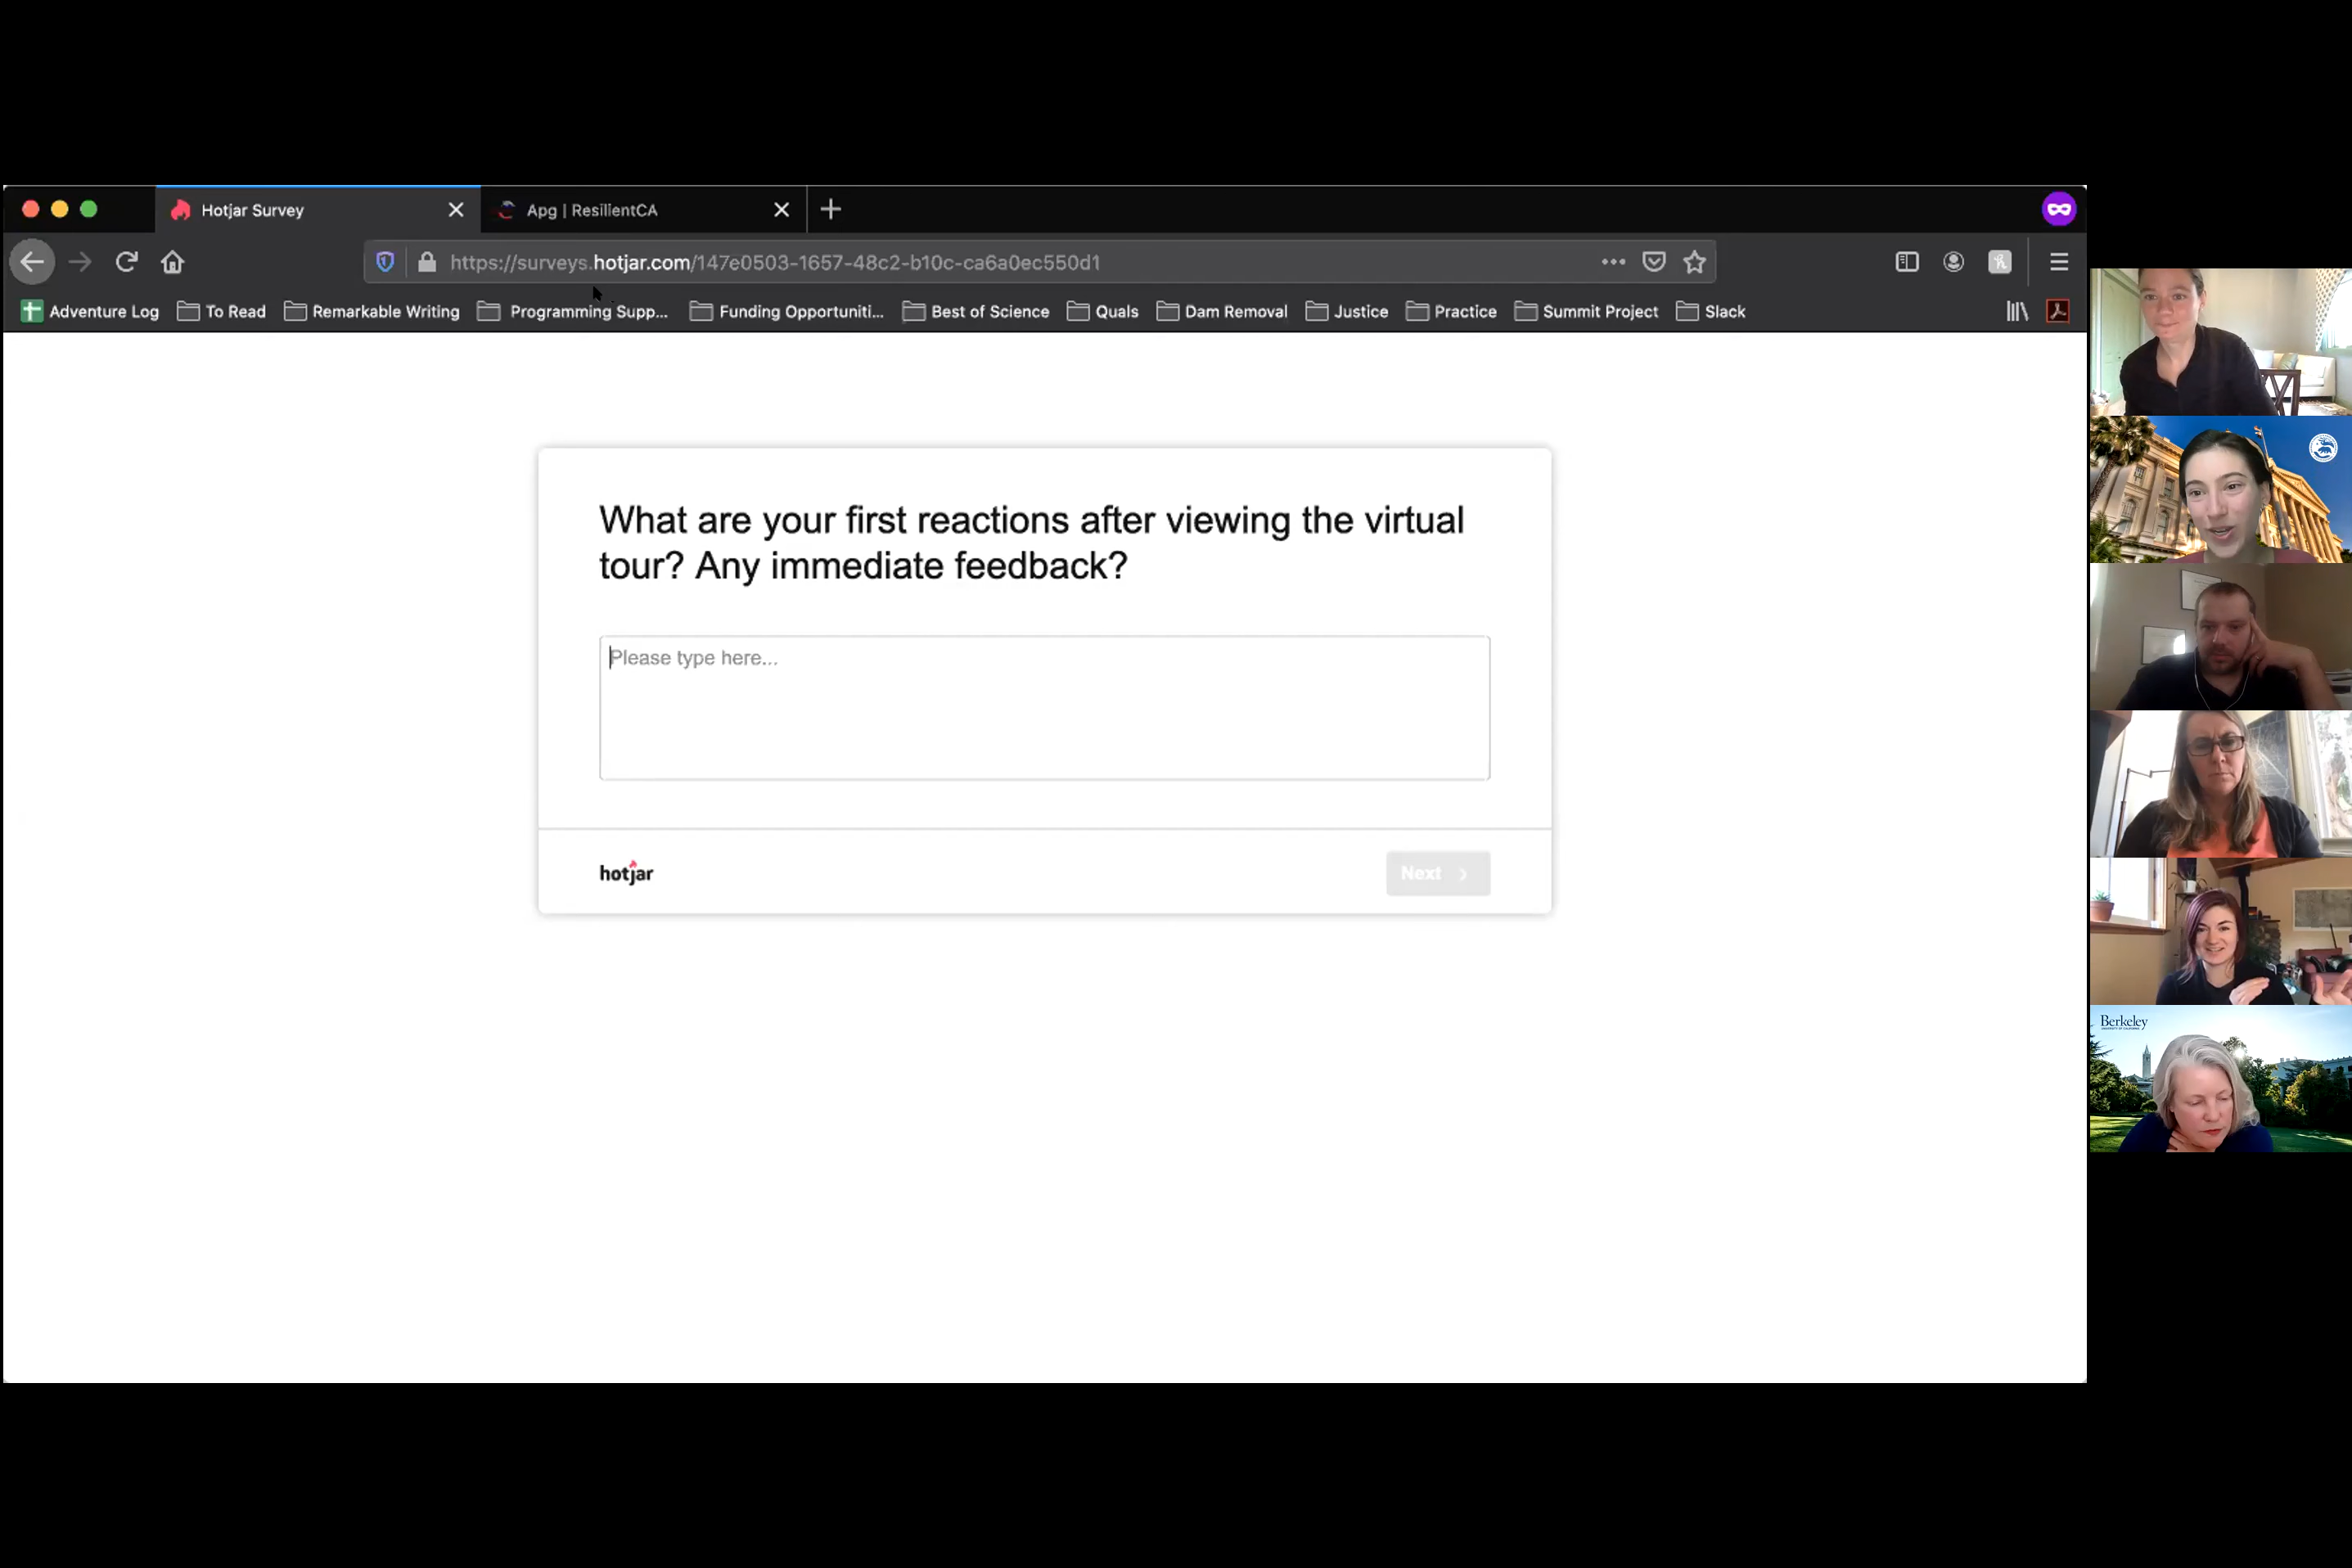 Hotjar Survey
Apg | ResilientCA
https://surveys.hotjar.com/147e0503-1657-48c2-b10c-ca6a0ec550d1
Adventure Log
To Read
Remarkable Writing
Programming Supp...
Funding Opportuniti...
Best of Science
Quals
Dam Removal
Justice
Practice
Summit Project
Slack
What are your first reactions after viewing the virtual
tour? Any immediate feedback?
Please type here...
hotjar
Next
Berkeley